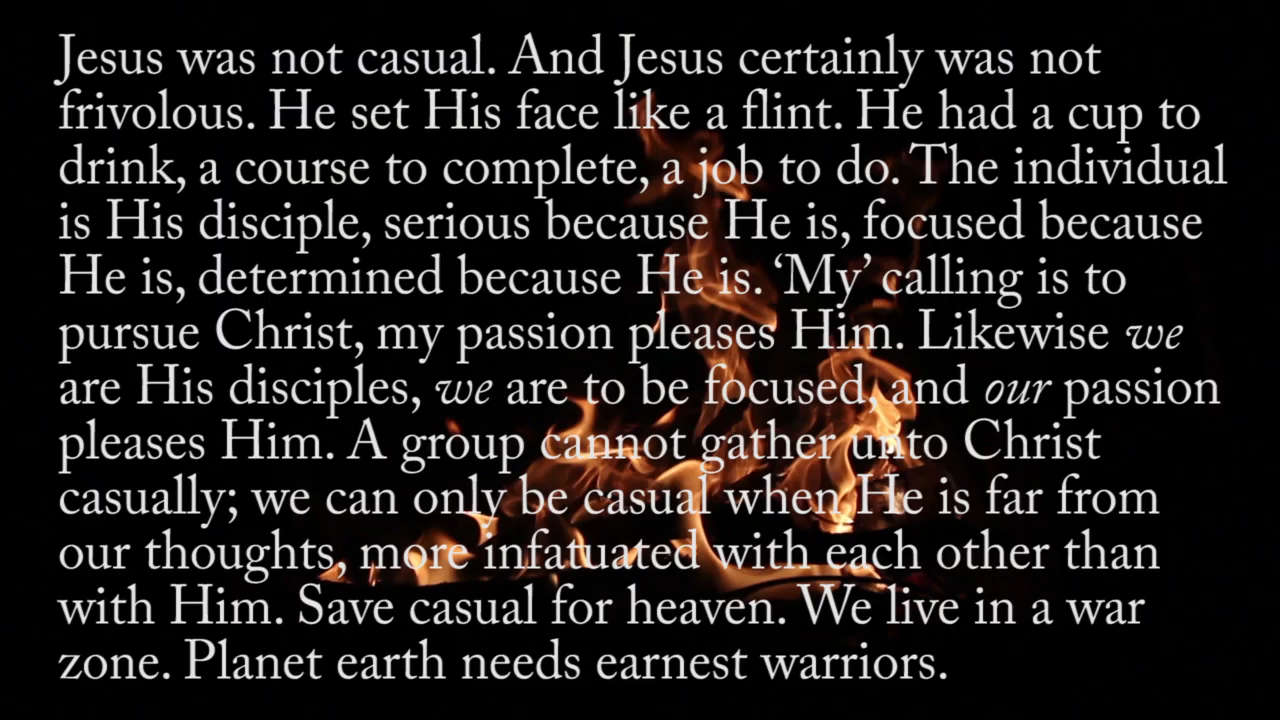 Jesus was not casual. And Jesus certainly was not
frivolous. He set His face like a flint. He had a cup to
drink, a course to complete, a job to do. The individual
is His disciple, serious because He is, focused because
He is, determined because He is. ‘My’ calling is to
pursue Christ, my passion pleases Him. Likewise we
are His disciples, we are to be focused, and our passion
pleases Him. A group cannot gather unto Christ
casually; we can only be casual when He is far from
our thoughts, more infatuated with each other than
with Him. Save casual for heaven. We live in a war
zone. Planet earth needs earnest warriors.